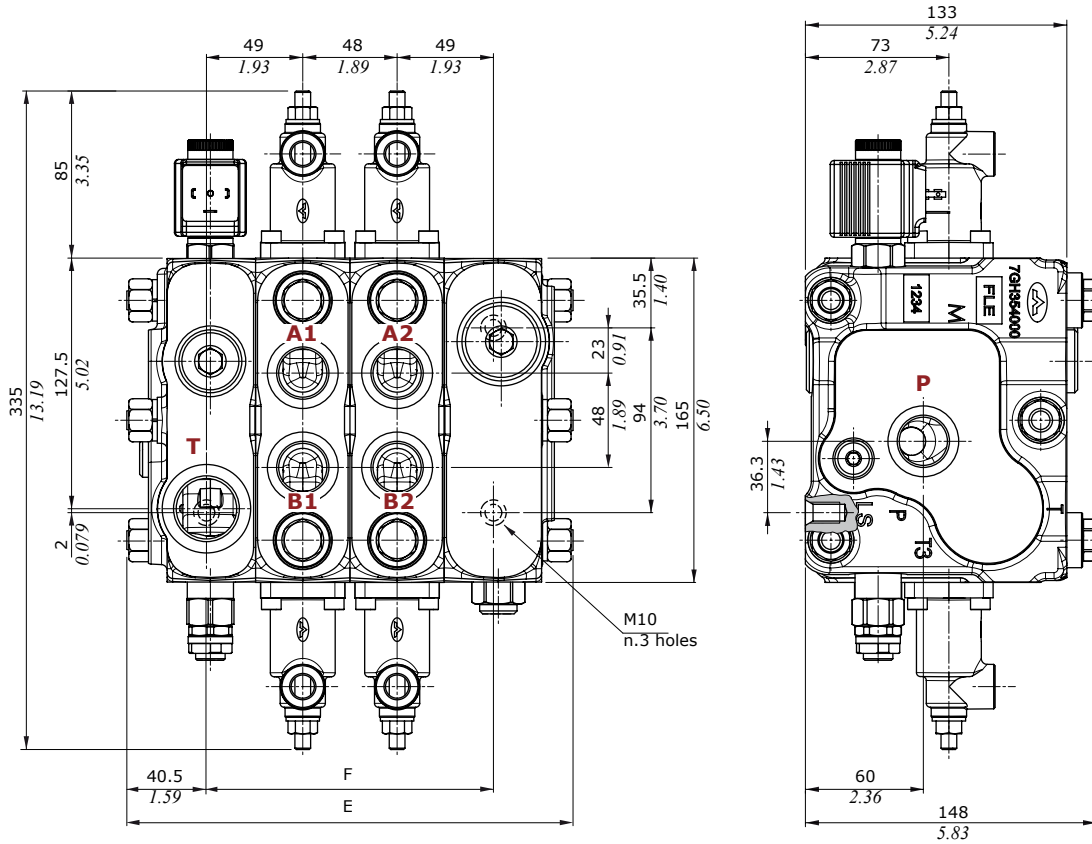 49
1.93
48
1.89
49
1.93
85
3.35
335
13.19
127.5
5.02
2
0.079
A1
A2
T
B1
B2
35.5
1.40
23
0.91
48
1.89
94
3.70
165
6.50
M10
n.3 holes
40.5
1.59
F
E
133
5.24
73
2.87
1234
M
FLE
7GH354000
P
36.3
1.43
LS
P
T3
T
60
2.36
148
5.83